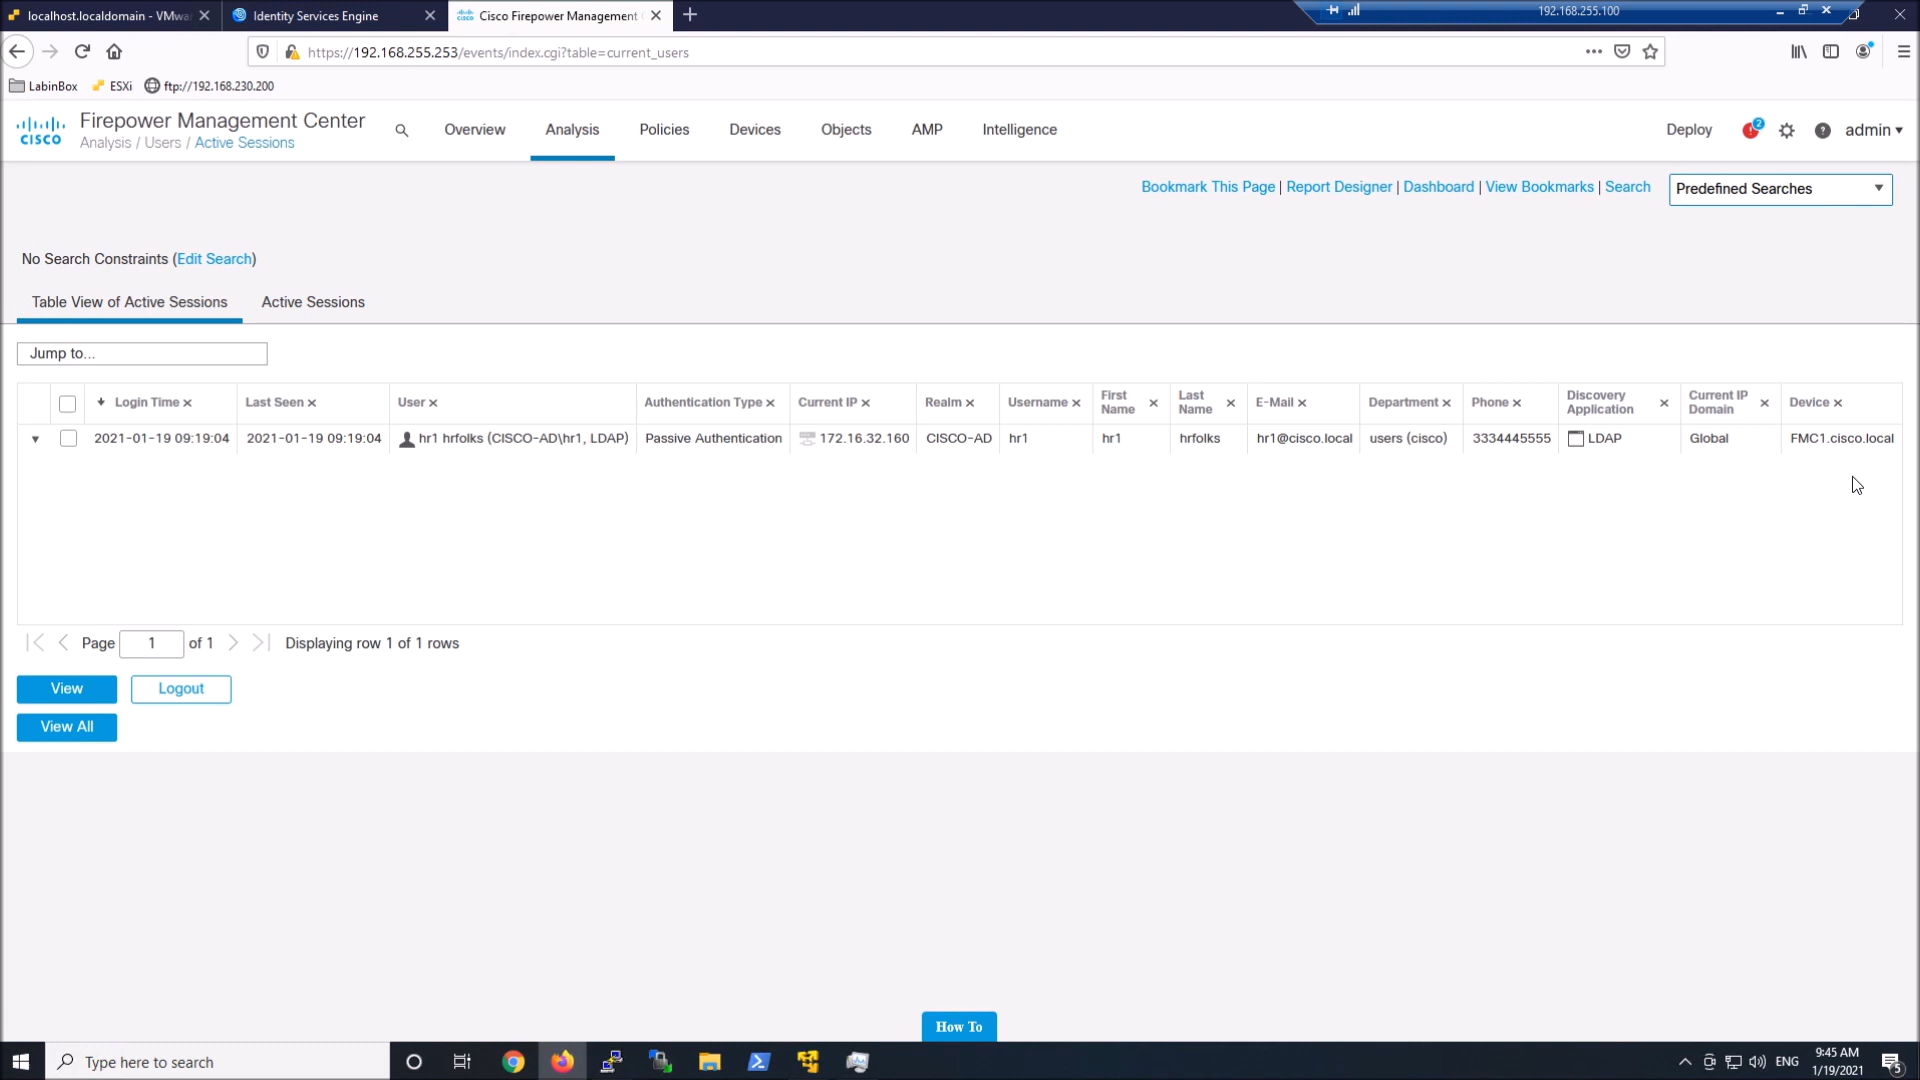 localhost.localdomain - VMwar
Identity Services Engine
Cisco Firepower Management
192.168.255.100
https://192.168.255.253/events/index.cgi?table=current_users
LabinBox
ESXi
ftp://192.168.230.200
CISCO
Firepower Management Center
Analysis / Users / Active Sessions
Overview
Analysis
Policies
Devices
Objects
AMP
Intelligence
Deploy
2
admin
Bookmark This Page | Report Designer | Dashboard | View Bookmarks | Search
Predefined Searches
No Search Constraints (Edit Search)
Table View of Active Sessions
Active Sessions
Jump to...
Login Time
Last Seen
User
Authentication Type
Current IP
Realm
Username
First Name
Last Name
E-Mail
Department
Phone
Discovery Application
Current IP Domain
Device
2021-01-19 09:19:04
2021-01-19 09:19:04
hr1 hrfolks (CISCO-AD\hr1, LDAP)
Passive Authentication
172.16.32.160
CISCO-AD
hr1
hr1
hrfolks
hr1@cisco.local
users (cisco)
3334445555
LDAP
Global
FMC1.cisco.local
Page 1 of 1
Displaying row 1 of 1 rows
View
Logout
View All
How To
Type here to search
ENG
9:45 AM
1/19/2021
5